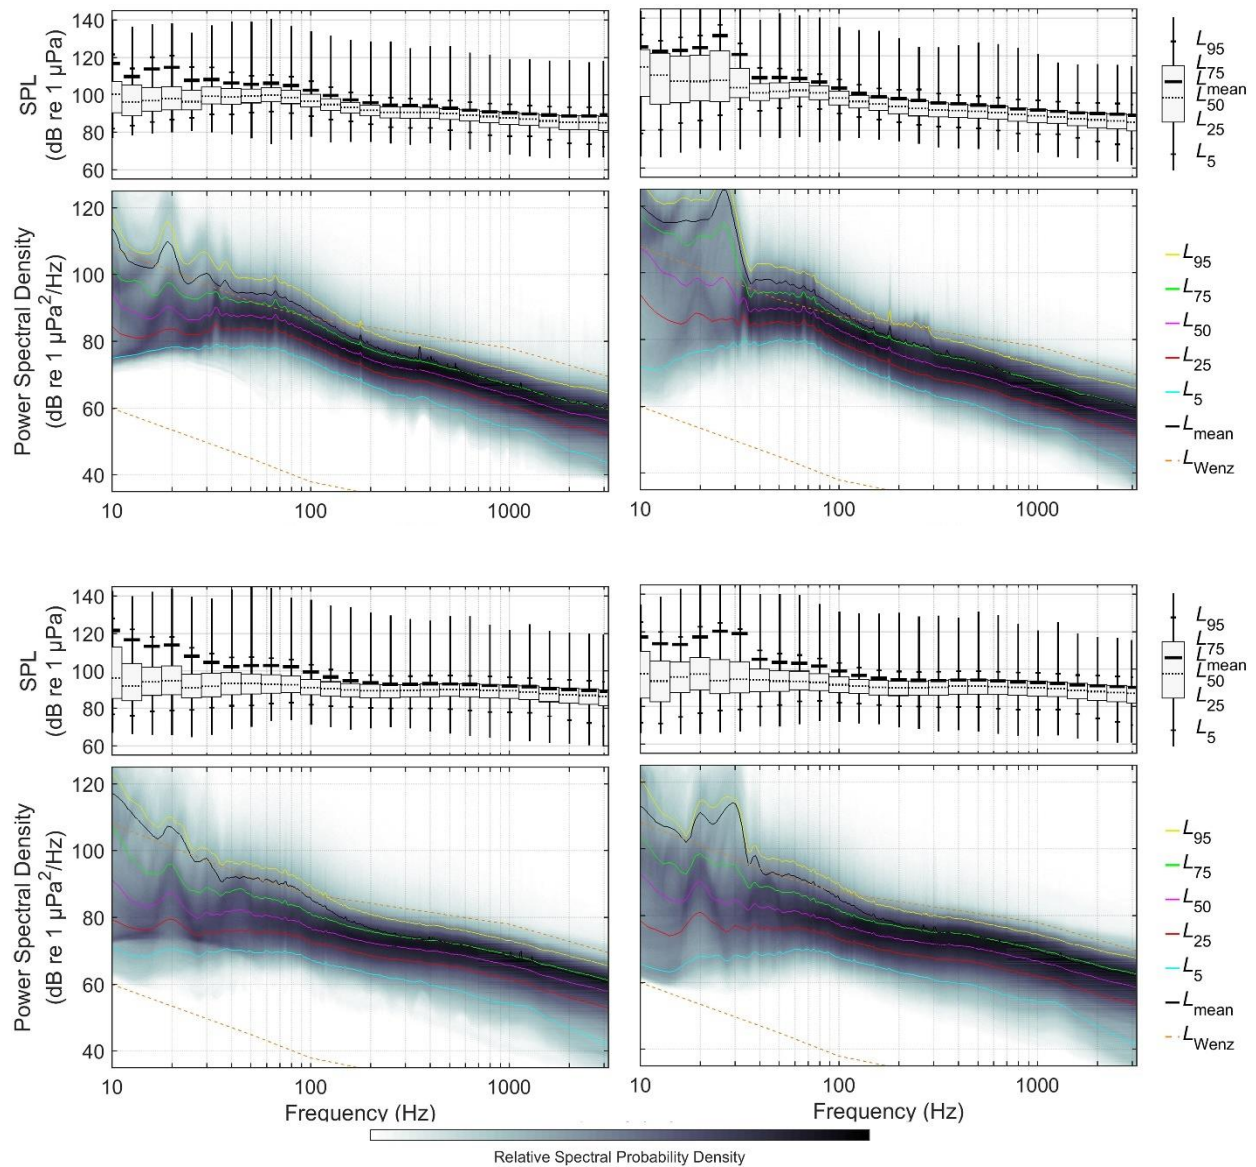 140
120
100
80
60
SPL
(dB re 1 µPa)
L95
L75
Lmean
L50
L25
L5
120
100
80
60
40
Power Spectral Density
(dB re 1 µPa²/Hz)
10
100
1000
10
100
1000
L95
L75
L50
L25
L5
Lmean
LWenz
140
120
100
80
60
SPL
(dB re 1 µPa)
L95
L75
Lmean
L50
L25
L5
120
100
80
60
40
Power Spectral Density
(dB re 1 µPa²/Hz)
10
100
1000
10
100
1000
Frequency (Hz)
Frequency (Hz)
L95
L75
L50
L25
L5
Lmean
LWenz
Relative Spectral Probability Density